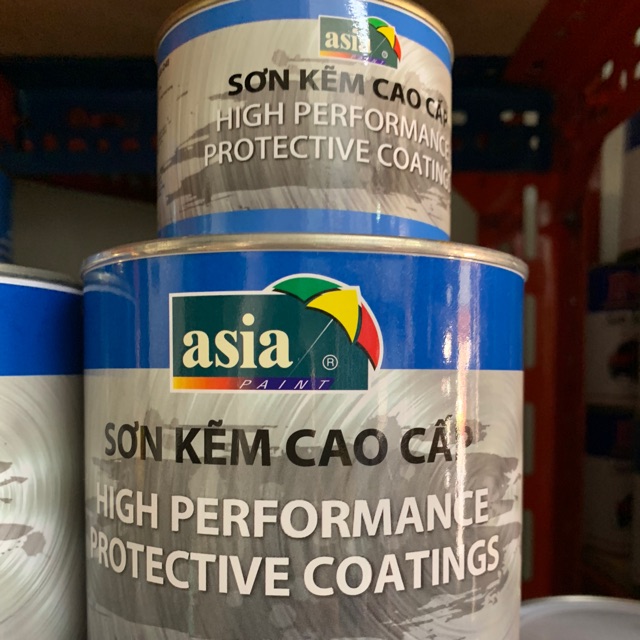 asia
SƠN KẼM CAO CẤP
HIGH PERFORMANCE
PROTECTIVE COATINGS
asia ®
PAINT
SƠN KẼM CAO CẤP
HIGH PERFORMANCE
PROTECTIVE COATINGS